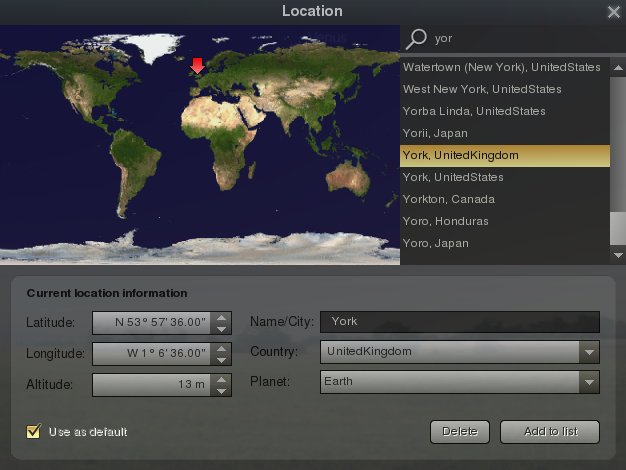 Location
yor
Watertown (New York), UnitedStates
West New York, UnitedStates
Yorba Linda, UnitedStates
Yorii, Japan
York, UnitedKingdom
York, UnitedStates
Yorkton, Canada
Yoro, Honduras
Yoro, Japan
Current location information
Latitude: N 53° 57' 36.00"
Name/City: York
Longitude: W 1° 6' 36.00"
Country: UnitedKingdom
Altitude: 13 m
Planet: Earth
Use as default
Delete
Add to list